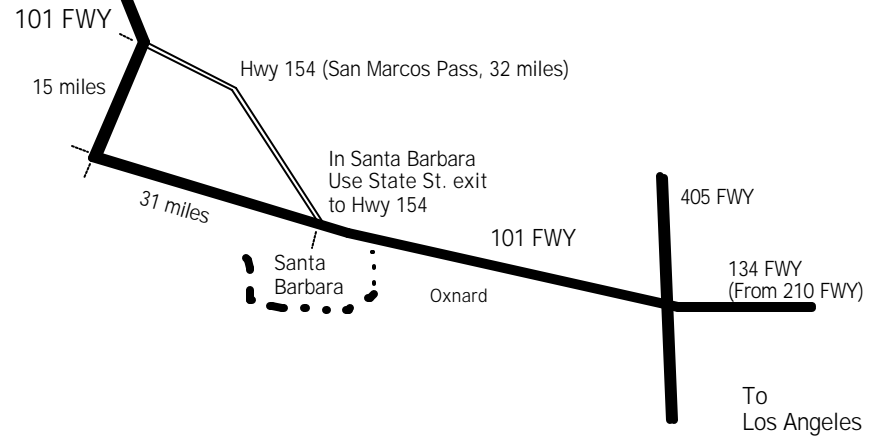 101 FWY
Hwy 154 (San Marcos Pass, 32 miles)
15 miles
In Santa Barbara
Use State St. exit
to Hwy 154
31 miles
405 FWY
101 FWY
Santa
Barbara
134 FWY
(From 210 FWY)
Oxnard
To
Los Angeles